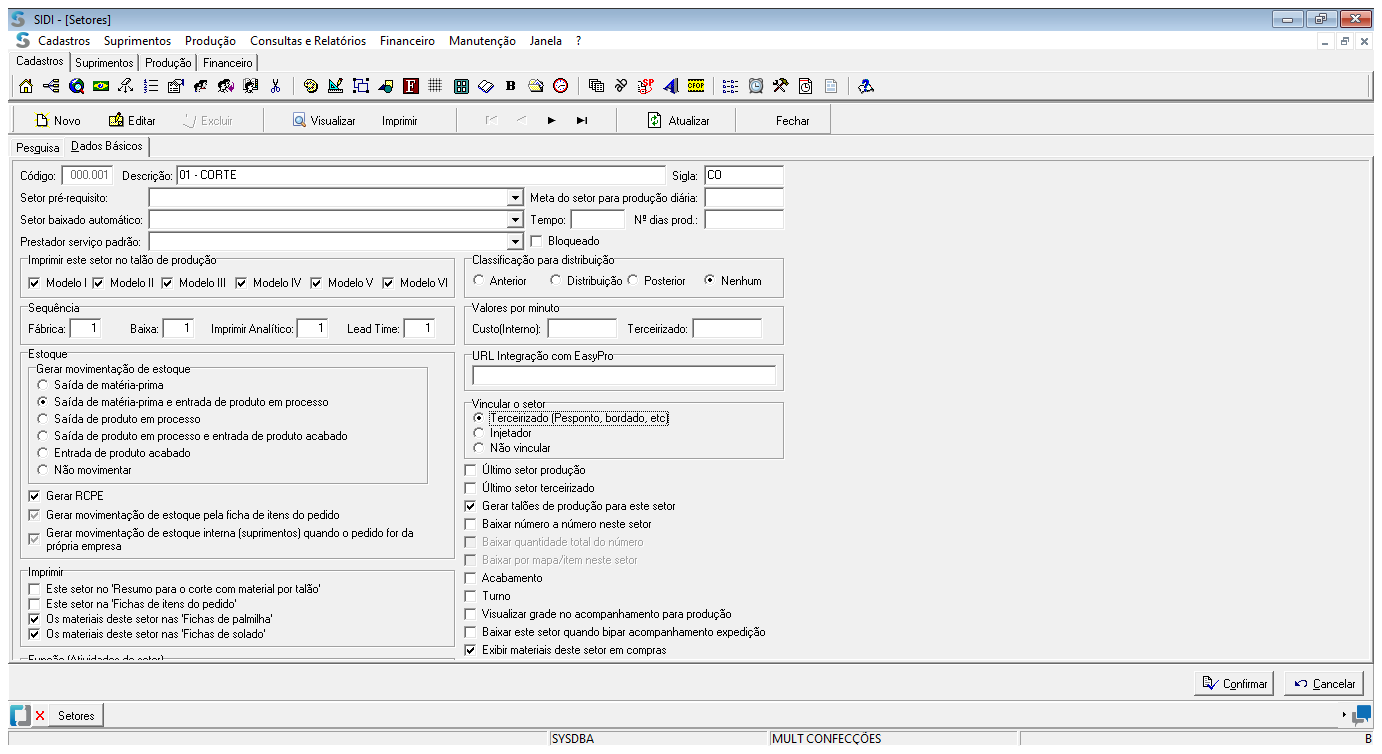 SIDI - [Setores]
Cadastros Suprimentos Produção Consultas e Relatórios Financeiro Manutenção Janela ?
Cadastros Suprimentos Produção Financeiro
Novo Editar Excluir Visualizar Imprimir Atualizar Fechar
Pesquisa Dados Básicos
Código: 000.001 Descrição: 01 - CORTE Sigla: CO
Setor pré-requisito: Meta do setor para produção diária:
Setor baixado automático: Tempo: Nº dias prod.:
Prestador serviço padrão: Bloqueado
Imprimir este setor no talão de produção
Modelo I Modelo II Modelo III Modelo IV Modelo V Modelo VI
Classificação para distribuição
Anterior Distribuição Posterior Nenhum
Sequência
Fábrica: 1 Baixa: 1 Imprimir Analítico: 1 Lead Time: 1
Valores por minuto
Custo(Interno): Terceirizado:
Estoque
Gerar movimentação de estoque
Saída de matéria-prima
Saída de matéria-prima e entrada de produto em processo
Saída de produto em processo
Saída de produto em processo e entrada de produto acabado
Entrada de produto acabado
Não movimentar
Gerar RCPE
Gerar movimentação de estoque pela ficha de itens do pedido
Gerar movimentação de estoque interna (suprimentos) quando o pedido for da
própria empresa
Imprimir
Este setor no 'Resumo para o corte com material por talão'
Este setor na 'Fichas de itens do pedido'
Os materiais deste setor nas 'Fichas de palmilha'
Os materiais deste setor nas 'Fichas de solado'
Função (Atividades do setor)
URL Integração com EasyPro
Vincular o setor
Terceirizado (Pesponto, bordado, etc)
Injetador
Não vincular
Último setor produção
Último setor terceirizado
Gerar talões de produção para este setor
Baixar número a número neste setor
Baixar quantidade total do número
Baixar por mapa/item neste setor
Acabamento
Turno
Visualizar grade no acompanhamento para produção
Baixar este setor quando bipar acompanhamento expedição
Exibir materiais deste setor em compras
Confirmar Cancelar
Setores
SYSDBA MULT CONFECÇÕES B